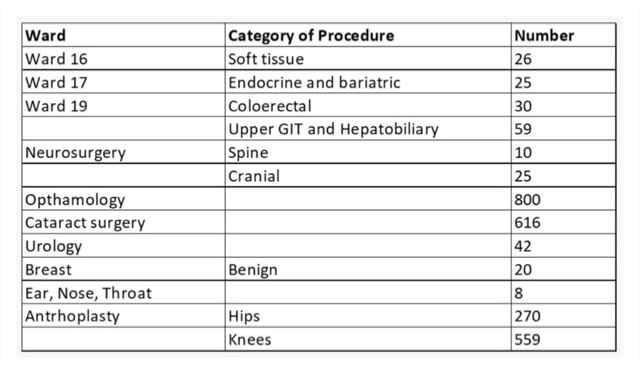 Ward Category of Procedure Number
Ward 16 Soft tissue 26
Ward 17 Endocrine and bariatric 25
Ward 19 Coloerectal 30
Upper GIT and Hepatobiliary 59
Neurosurgery Spine 10
Cranial 25
Opthamology 800
Cataract surgery 616
Urology 42
Breast Benign 20
Ear, Nose, Throat 8
Antrhoplasty Hips 270
Knees 559